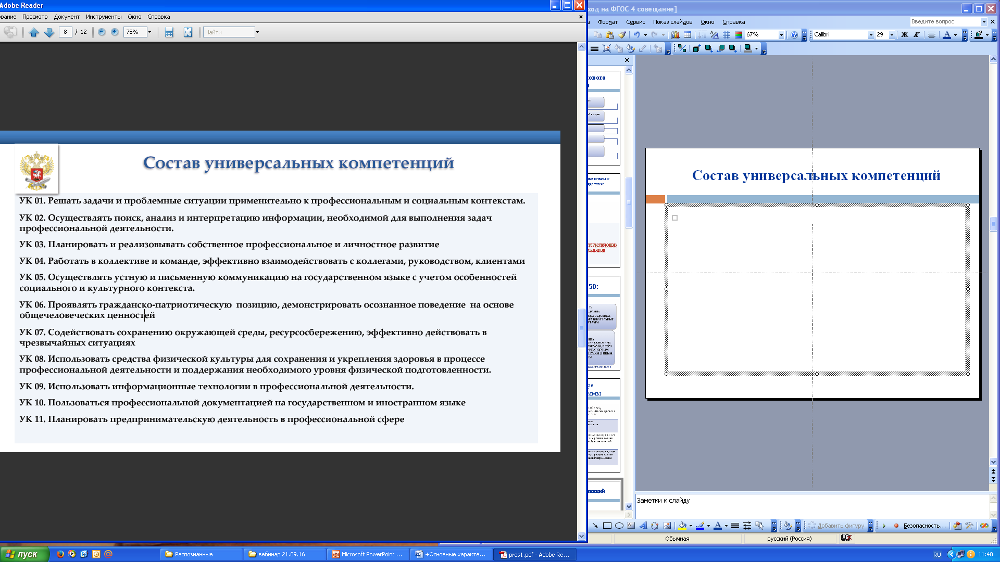 Adobe Reader
Просмотр Документ Инструменты Окно Справка
8 / 12 75% Найти
Состав универсальных компетенций
УК 01. Решать задачи и проблемные ситуации применительно к профессиональным и социальным контекстам.
УК 02. Осуществлять поиск, анализ и интерпретацию информации, необходимой для выполнения задач
профессиональной деятельности.
УК 03. Планировать и реализовывать собственное профессиональное и личностное развитие
УК 04. Работать в коллективе и команде, эффективно взаимодействовать с коллегами, руководством, клиентами
УК 05. Осуществлять устную и письменную коммуникацию на государственном языке с учетом особенностей
социального и культурного контекста.
УК 06. Проявлять гражданско-патриотическую позицию, демонстрировать осознанное поведение на основе
общечеловеческих ценностей
УК 07. Содействовать сохранению окружающей среды, ресурсосбережению, эффективно действовать в
чрезвычайных ситуациях
УК 08. Использовать средства физической культуры для сохранения и укрепления здоровья в процессе
профессиональной деятельности и поддержания необходимого уровня физической подготовленности.
УК 09. Использовать информационные технологии в профессиональной деятельности.
УК 10. Пользоваться профессиональной документацией на государственном и иностранном языке
УК 11. Планировать предпринимательскую деятельность в профессиональной сфере
ход на ФГОС 4 совещание]
Формат Сервис Показ слайдов Окно Справка
Введите вопрос
67% Calibri 29 Ж К
Состав универсальных компетенций
Заметки к слайду
Добавить фигуру Безопасность...
Обычная русский (Россия)
пуск Распознанные вебинар 21.09.16 Microsoft PowerPoint ... +Основные характе... pres1.pdf - Adobe Re... RU 11:40